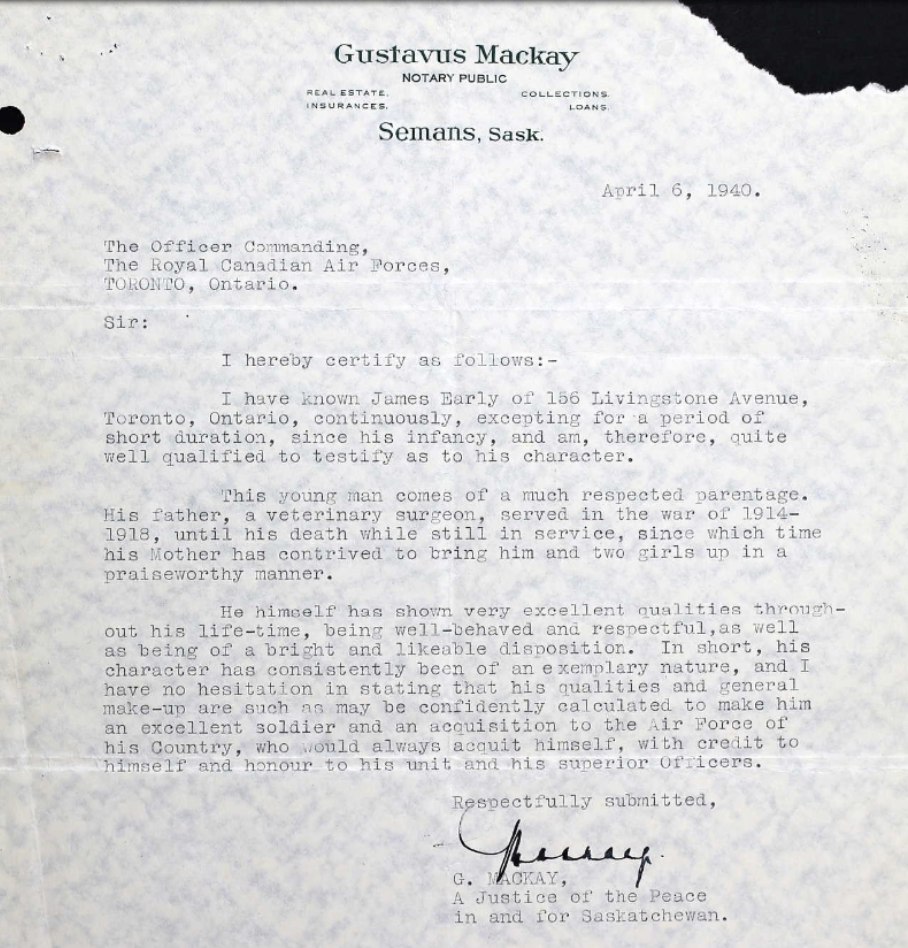 Gustavus Mackay
NOTARY PUBLIC
REAL ESTATE. COLLECTIONS.
INSURANCES. LOANS.
Semans, Sask.
April 6, 1940.
The Officer Commanding,
The Royal Canadian Air Forces,
TORONTO, Ontario.
Sir:
I hereby certify as follows:-
I have known James Early of 156 Livingstone Avenue,
Toronto, Ontario, continuously, excepting for a period of
short duration, since his infancy, and am, therefore, quite
well qualified to testify as to his character.
This young man comes of a much respected parentage.
His father, a veterinary surgeon, served in the war of 1914-
1918, until his death while still in service, since which time
his Mother has contrived to bring him and two girls up in a
praiseworthy manner.
He himself has shown very excellent qualities through-
out his life-time, being well-behaved and respectful,as well
as being of a bright and likeable disposition. In short, his
character has consistently been of an exemplary nature, and I
have no hesitation in stating that his qualities and general
make-up are such as may be confidently calculated to make him
an excellent soldier and an acquisition to the Air Force of
his Country, who would always acquit himself, with credit to
himself and honour to his unit and his superior Officers.
Respectfully submitted,
G. MACKAY,
A Justice of the Peace
in and for Saskatchewan.